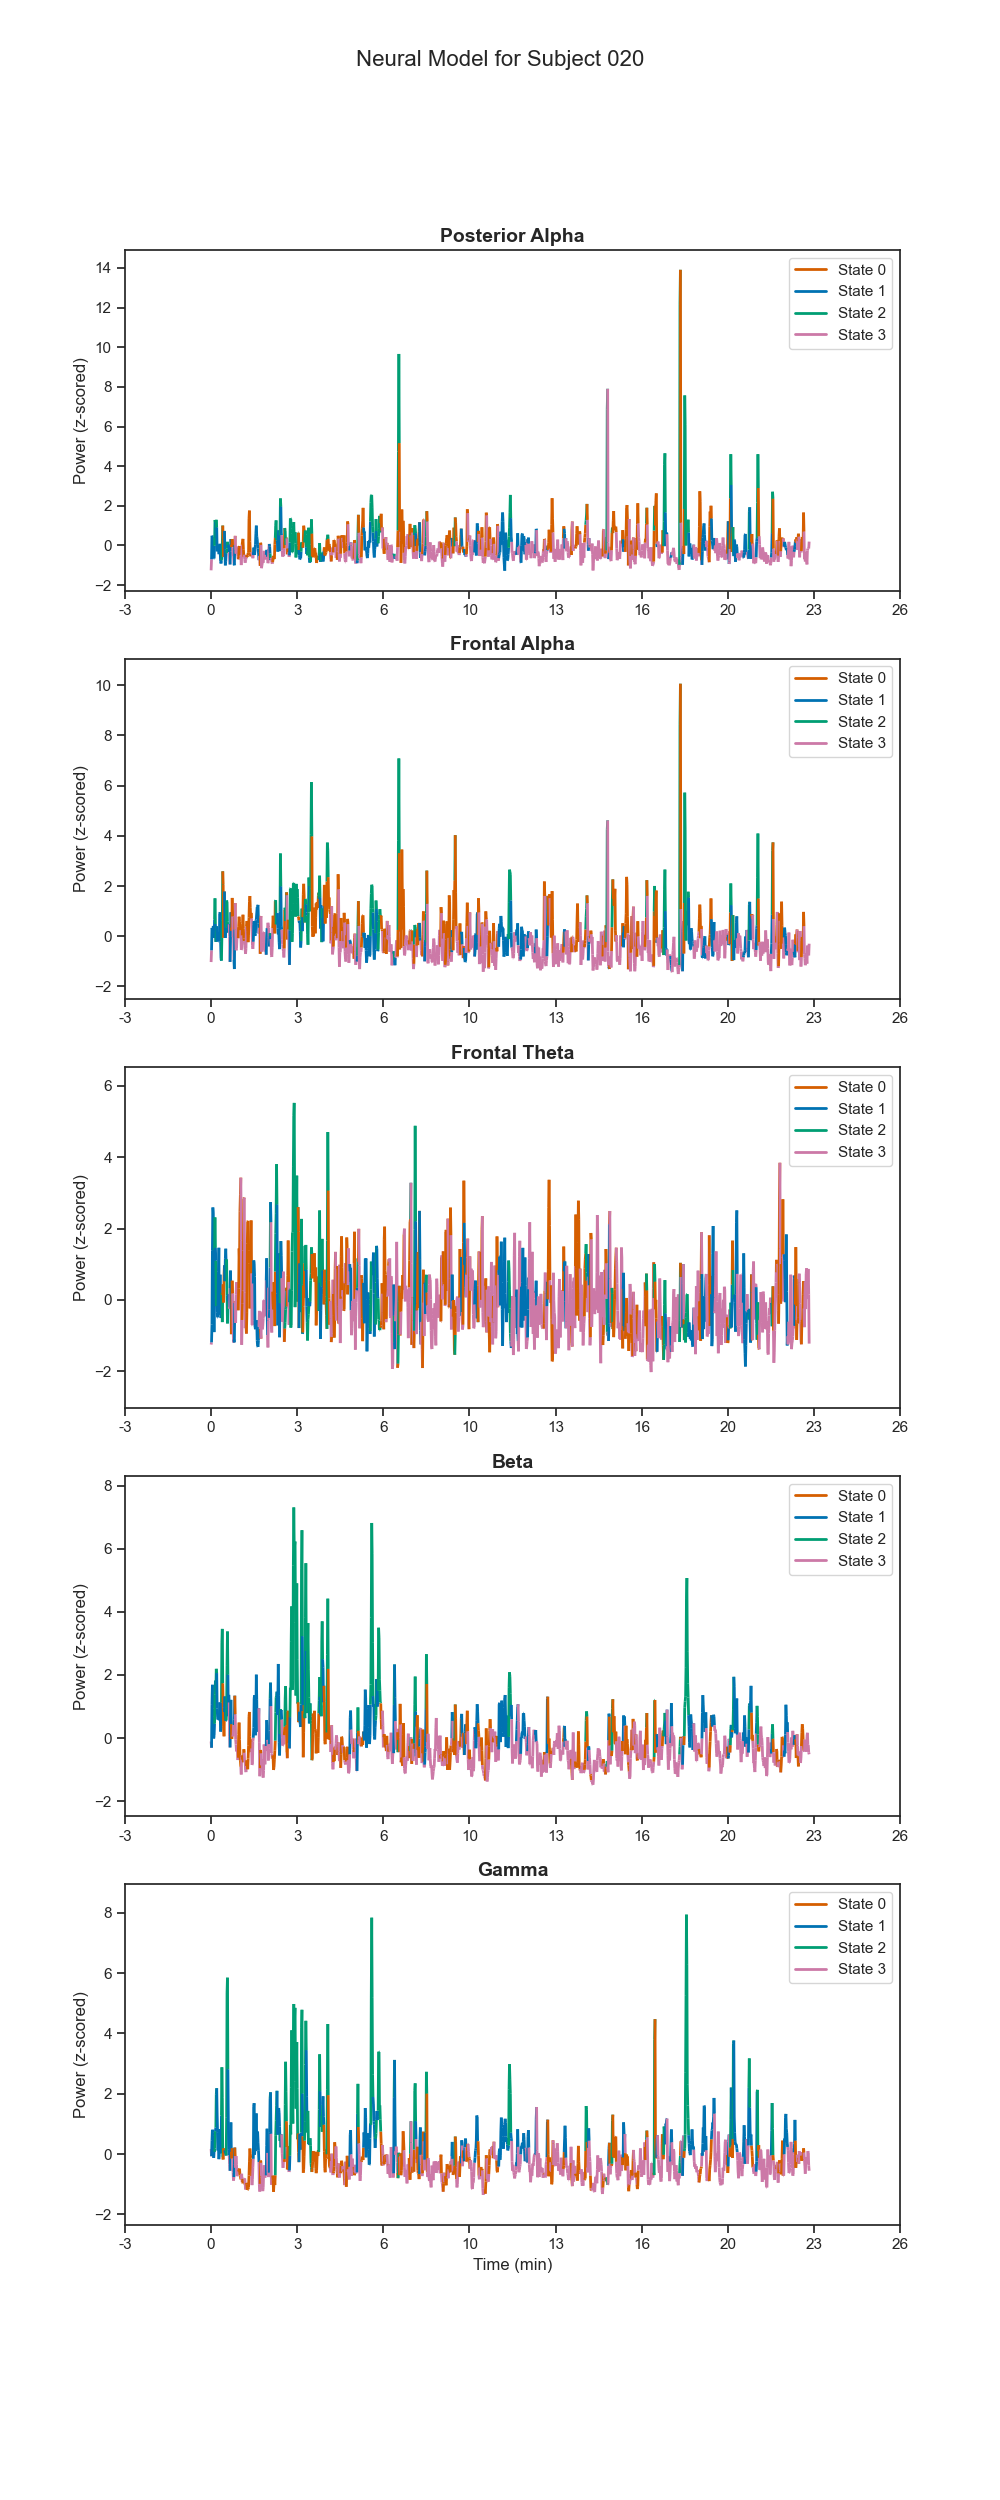 Neural Model for Subject 020
Posterior Alpha
14
12
10
8
6
4
2
0
−2
Power (z-scored)
State 0
State 1
State 2
State 3
-3 0 3 6 10 13 16 20 23 26
Frontal Alpha
10
8
6
4
2
0
−2
Power (z-scored)
State 0
State 1
State 2
State 3
-3 0 3 6 10 13 16 20 23 26
Frontal Theta
6
4
2
0
−2
Power (z-scored)
State 0
State 1
State 2
State 3
-3 0 3 6 10 13 16 20 23 26
Beta
8
6
4
2
0
−2
Power (z-scored)
State 0
State 1
State 2
State 3
-3 0 3 6 10 13 16 20 23 26
Gamma
8
6
4
2
0
−2
Power (z-scored)
State 0
State 1
State 2
State 3
-3 0 3 6 10 13 16 20 23 26
Time (min)